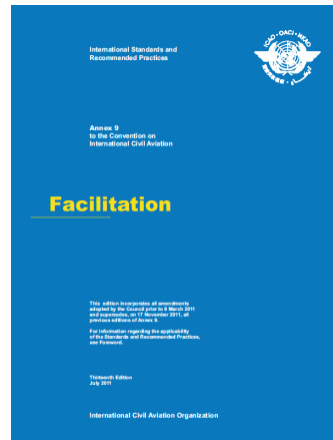 International Standards and
Recommended Practices
ICAO • OACI • ИКАО
Annex 9
to the Convention on
International Civil Aviation
Facilitation
This edition incorporates all amendments
adopted by the Council prior to 8 March 2011
and supersedes, on 17 November 2011, all
previous editions of Annex 9.
For information regarding the applicability
of the Standards and Recommended Practices,
see Foreword.
Thirteenth Edition
July 2011
International Civil Aviation Organization